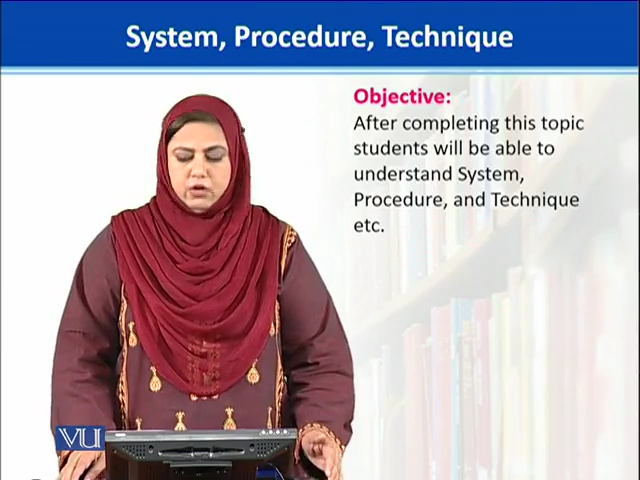 System, Procedure, Technique
Objective:
After completing this topic
students will be able to
understand System,
Procedure, and Technique
etc.
VU